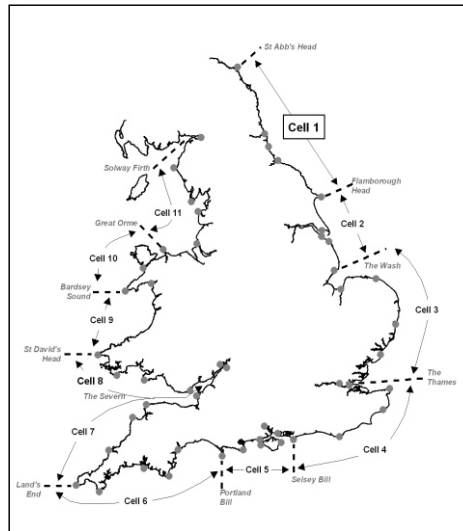 St Abb's Head
Cell 1
Solway Firth
Flamborough
Head
Cell 11
Great Orme
Cell 2
Cell 10
The Wash
Bardsey
Sound
Cell 3
Cell 9
St David's
Head
Cell 8
The Thames
The Severn
Cell 7
Cell 4
Land's
End
Cell 6
Cell 5
Selsey Bill
Portland
Bill